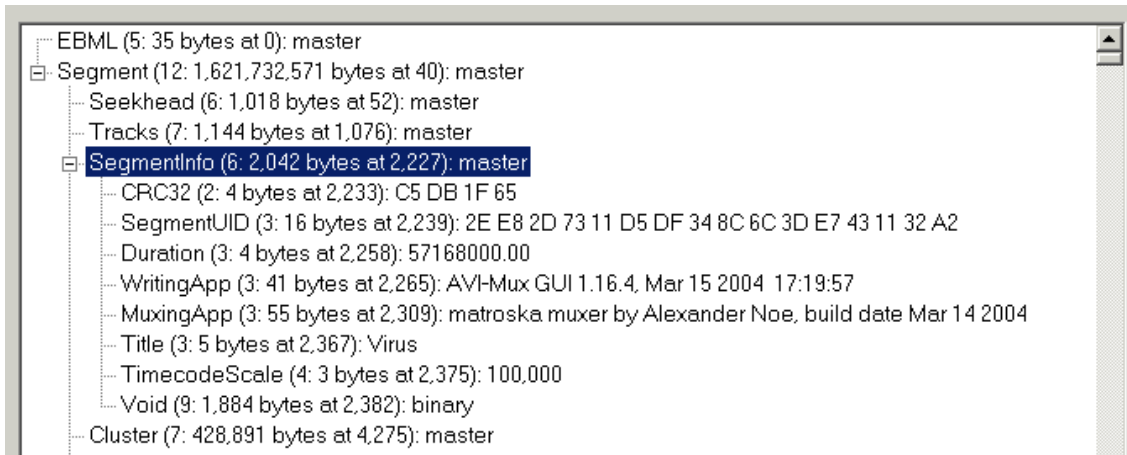 EBML (5: 35 bytes at 0): master
Segment (12: 1,621,732,571 bytes at 40): master
Seekhead (6: 1,018 bytes at 52): master
Tracks (7: 1,144 bytes at 1,076): master
SegmentInfo (6: 2,042 bytes at 2,227): master
CRC32 (2: 4 bytes at 2,233): C5 DB 1F 65
SegmentUID (3: 16 bytes at 2,239): 2E E8 2D 73 11 D5 DF 34 8C 6C 3D E7 43 11 32 A2
Duration (3: 4 bytes at 2,258): 57168000.00
WritingApp (3: 41 bytes at 2,265): AVI-Mux GUI 1.16.4, Mar 15 2004  17:19:57
MuxingApp (3: 55 bytes at 2,309): matroska muxer by Alexander Noe, build date Mar 14 2004
Title (3: 5 bytes at 2,367): Virus
TimecodeScale (4: 3 bytes at 2,375): 100,000
Void (9: 1,884 bytes at 2,382): binary
Cluster (7: 428,891 bytes at 4,275): master